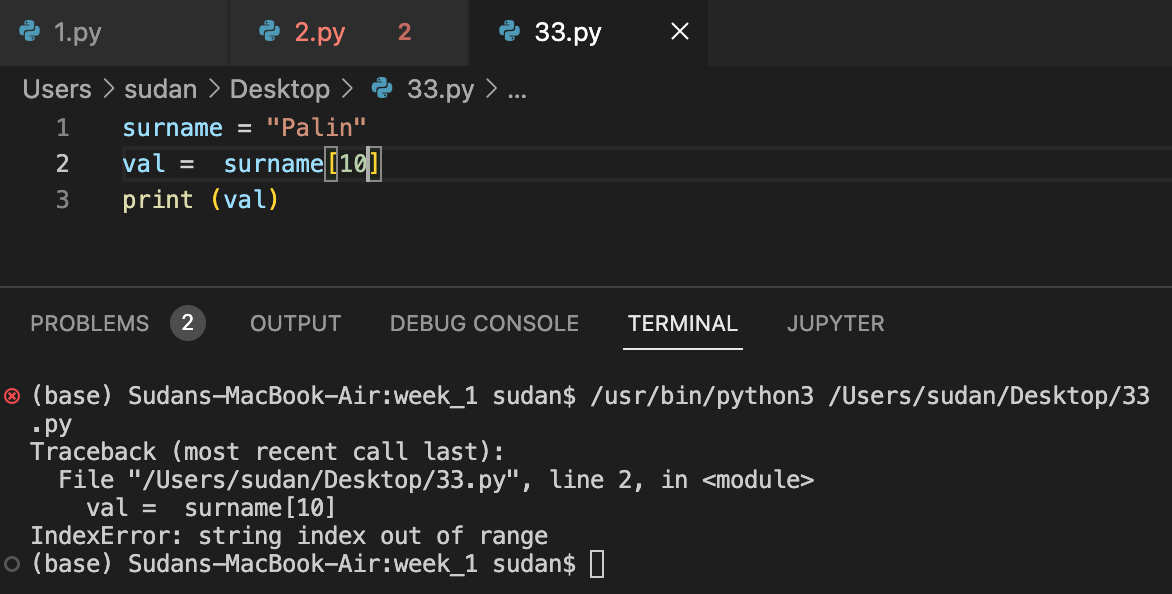 1.py 2.py 2 33.py
Users > sudan > Desktop > 33.py > ...
1 surname = "Palin"
2 val =  surname[10]
3 print (val)
PROBLEMS 2 OUTPUT DEBUG CONSOLE TERMINAL JUPYTER
(base) Sudans-MacBook-Air:week_1 sudan$ /usr/bin/python3 /Users/sudan/Desktop/33
.py
Traceback (most recent call last):
  File "/Users/sudan/Desktop/33.py", line 2, in <module>
    val =  surname[10]
IndexError: string index out of range
(base) Sudans-MacBook-Air:week_1 sudan$